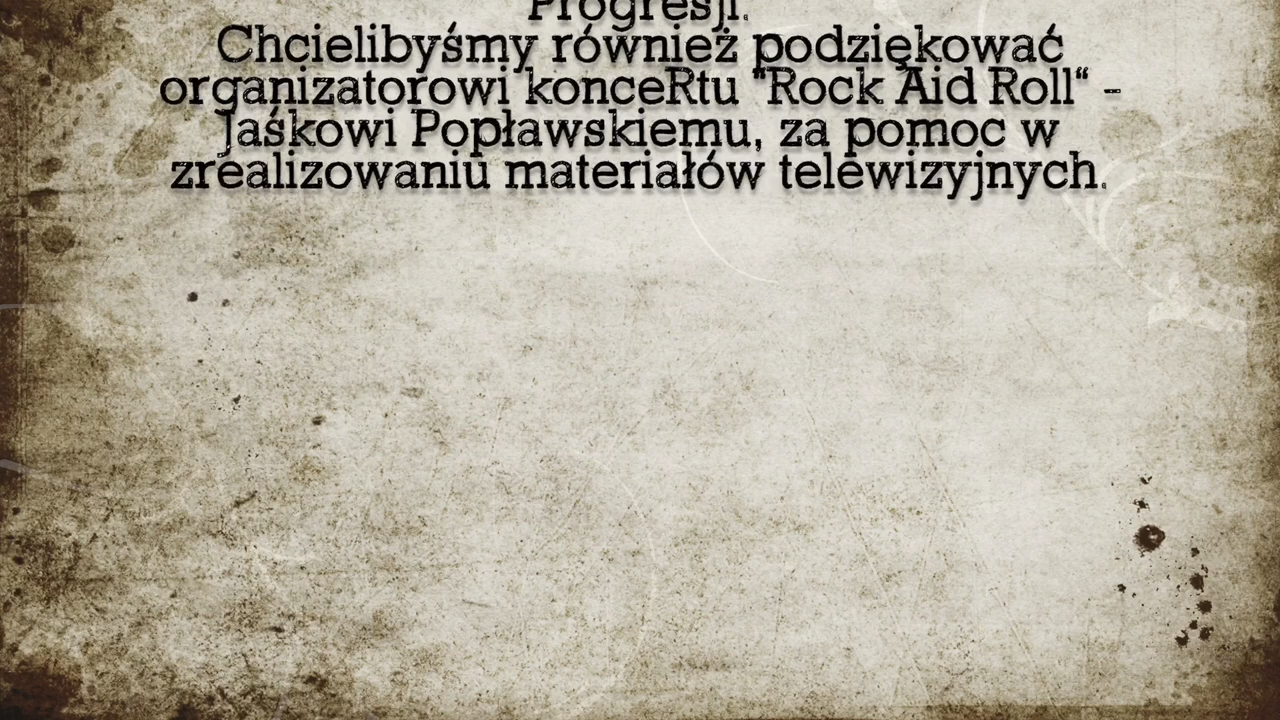 Progresji.
Chcielibyśmy również podziękować
organizatorowi konceRtu "Rock Aid Roll“ -
Jaśkowi Popławskiemu, za pomoc w
zrealizowaniu materiałów telewizyjnych.